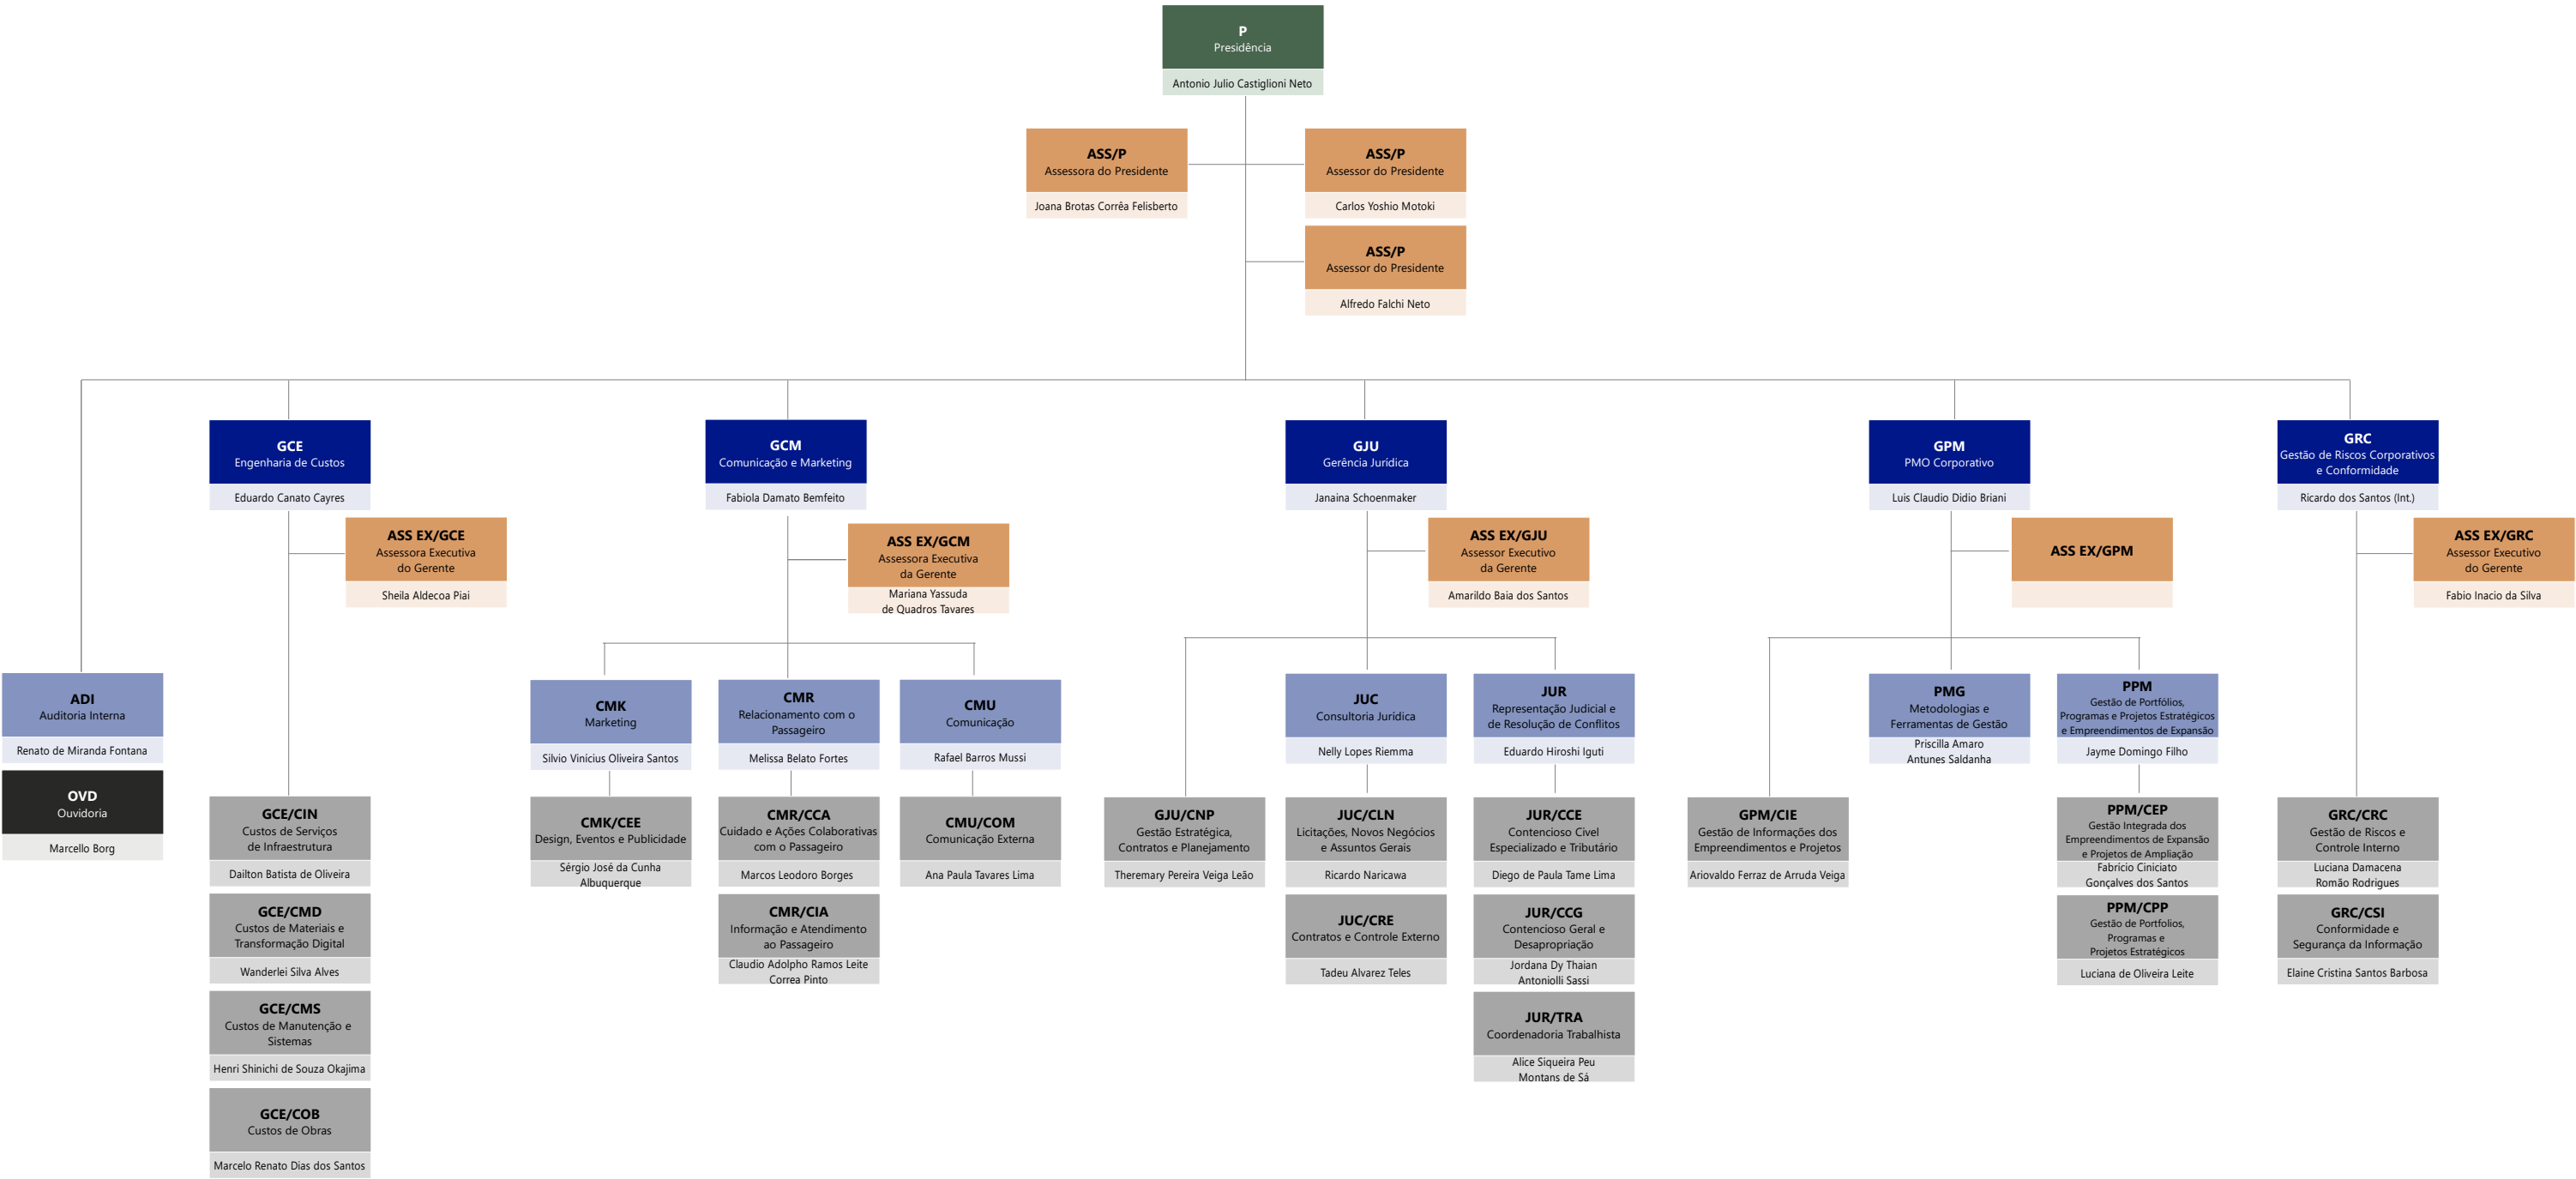 P
Presidência
Antonio Julio Castiglioni Neto
ASS/P
Assessora do Presidente
Joana Brotas Corrêa Felisberto
ASS/P
Assessor do Presidente
Carlos Yoshio Motoki
ASS/P
Assessor do Presidente
Alfredo Falchi Neto
GCE
Engenharia de Custos
Eduardo Canato Cayres
GCM
Comunicação e Marketing
Fabiola Damato Bemfeito
GJU
Gerência Jurídica
Janaina Schoenmaker
GPM
PMO Corporativo
Luis Claudio Didio Briani
GRC
Gestão de Riscos Corporativos
e Conformidade
Ricardo dos Santos (Int.)
ASS EX/GCE
Assessora Executiva
do Gerente
Sheila Aldecoa Piai
ASS EX/GCM
Assessora Executiva
da Gerente
Mariana Yassuda
de Quadros Tavares
ASS EX/GJU
Assessor Executivo
da Gerente
Amarildo Baia dos Santos
ASS EX/GPM
ASS EX/GRC
Assessor Executivo
do Gerente
Fabio Inacio da Silva
ADI
Auditoria Interna
Renato de Miranda Fontana
OVD
Ouvidoria
Marcello Borg
CMK
Marketing
Silvio Vinícius Oliveira Santos
CMR
Relacionamento com o
Passageiro
Melissa Belato Fortes
CMU
Comunicação
Rafael Barros Mussi
JUC
Consultoria Jurídica
Nelly Lopes Riemma
JUR
Representação Judicial e
de Resolução de Conflitos
Eduardo Hiroshi Iguti
PMG
Metodologias e
Ferramentas de Gestão
Priscilla Amaro
Antunes Saldanha
PPM
Gestão de Portfólios,
Programas e Projetos Estratégicos
e Empreendimentos de Expansão
Jayme Domingo Filho
GCE/CIN
Custos de Serviços
de Infraestrutura
Dailton Batista de Oliveira
GCE/CMD
Custos de Materiais e
Transformação Digital
Wanderlei Silva Alves
GCE/CMS
Custos de Manutenção e
Sistemas
Henri Shinichi de Souza Okajima
GCE/COB
Custos de Obras
Marcelo Renato Dias dos Santos
CMK/CEE
Design, Eventos e Publicidade
Sérgio José da Cunha
Albuquerque
CMR/CCA
Cuidado e Ações Colaborativas
com o Passageiro
Marcos Leodoro Borges
CMR/CIA
Informação e Atendimento
ao Passageiro
Claudio Adolpho Ramos Leite
Correa Pinto
CMU/COM
Comunicação Externa
Ana Paula Tavares Lima
GJU/CNP
Gestão Estratégica,
Contratos e Planejamento
Theremary Pereira Veiga Leão
JUC/CLN
Licitações, Novos Negócios
e Assuntos Gerais
Ricardo Naricawa
JUC/CRE
Contratos e Controle Externo
Tadeu Alvarez Teles
JUR/CCE
Contencioso Civel
Especializado e Tributário
Diego de Paula Tame Lima
JUR/CCG
Contencioso Geral e
Desapropriação
Jordana Dy Thaian
Antoniolli Sassi
JUR/TRA
Coordenadoria Trabalhista
Alice Siqueira Peu
Montans de Sá
GPM/CIE
Gestão de Informações dos
Empreendimentos e Projetos
Ariovaldo Ferraz de Arruda Veiga
PPM/CEP
Gestão Integrada dos
Empreendimentos de Expansão
e Projetos de Ampliação
Fabrício Ciniciato
Gonçalves dos Santos
PPM/CPP
Gestão de Portfolios,
Programas e
Projetos Estratégicos
Luciana de Oliveira Leite
GRC/CRC
Gestão de Riscos e
Controle Interno
Luciana Damacena
Romão Rodrigues
GRC/CSI
Conformidade e
Segurança da Informação
Elaine Cristina Santos Barbosa